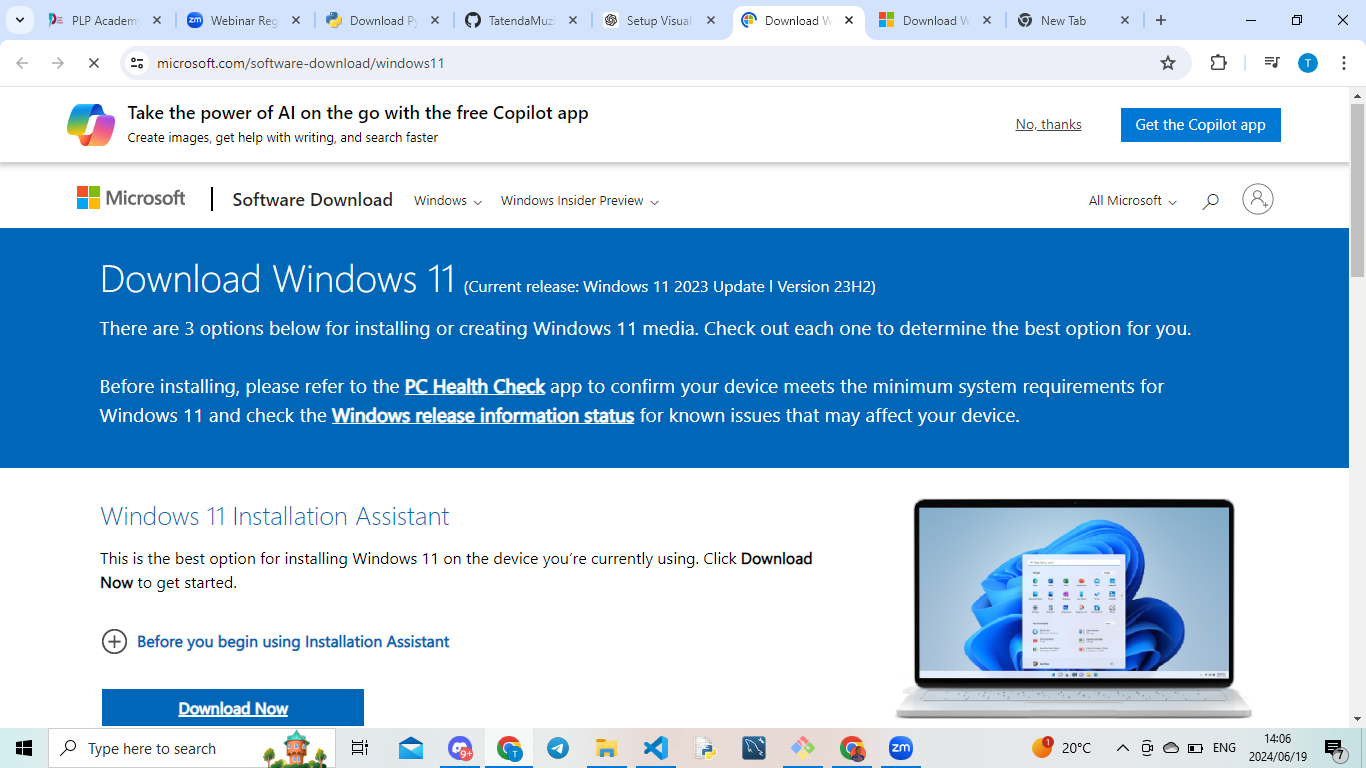 PLP Academy
Webinar Reg
Download Py
TatendaMuz
Setup Visual
Download W
Download W
New Tab
microsoft.com/software-download/windows11
T
Take the power of AI on the go with the free Copilot app
Create images, get help with writing, and search faster
No, thanks
Get the Copilot app
Microsoft
Software Download
Windows
Windows Insider Preview
All Microsoft
Download Windows 11 (Current release: Windows 11 2023 Update l Version 23H2)
There are 3 options below for installing or creating Windows 11 media. Check out each one to determine the best option for you.
Before installing, please refer to the PC Health Check app to confirm your device meets the minimum system requirements for
Windows 11 and check the Windows release information status for known issues that may affect your device.
Windows 11 Installation Assistant
This is the best option for installing Windows 11 on the device you're currently using. Click Download
Now to get started.
Before you begin using Installation Assistant
Download Now
Type here to search
9+
T
zm
1
20°C
ENG
14:06
2024/06/19
7